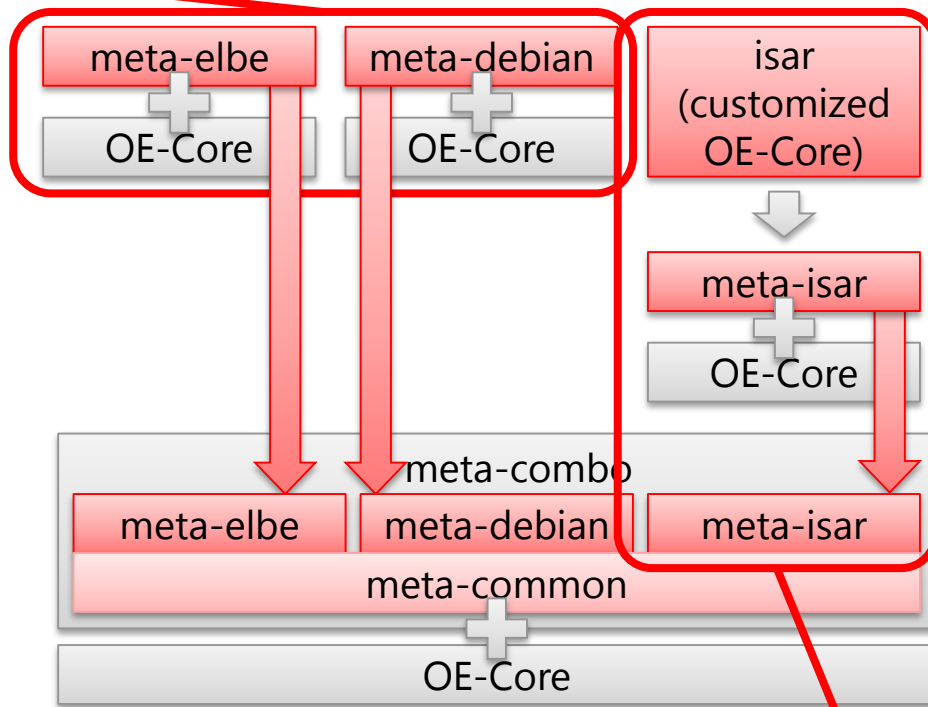 meta-elbe
meta-debian
isar
(customized
OE-Core)
OE-Core
OE-Core
meta-isar
OE-Core
meta-combo
meta-elbe
meta-debian
meta-isar
meta-common
OE-Core